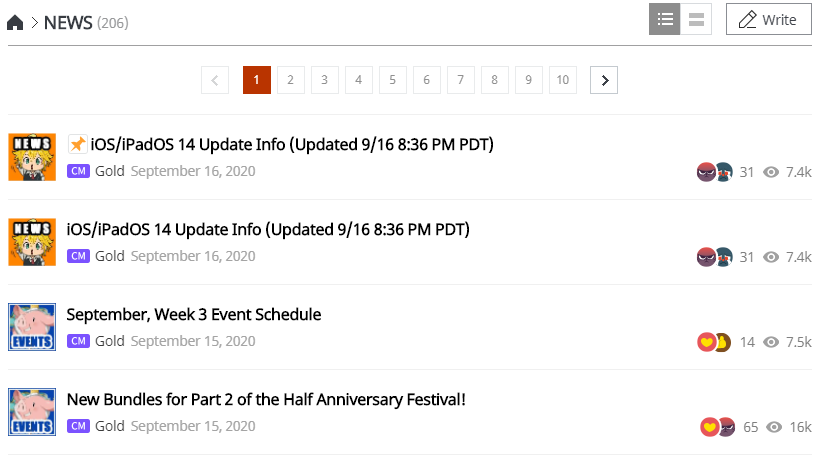 NEWS (206)
Write
1 2 3 4 5 6 7 8 9 10
NEWS
iOS/iPadOS 14 Update Info (Updated 9/16 8:36 PM PDT)
CM Gold September 16, 2020
31 7.4k
NEWS
iOS/iPadOS 14 Update Info (Updated 9/16 8:36 PM PDT)
CM Gold September 16, 2020
31 7.4k
EVENTS
September, Week 3 Event Schedule
CM Gold September 15, 2020
14 7.5k
EVENTS
New Bundles for Part 2 of the Half Anniversary Festival!
CM Gold September 15, 2020
65 16k